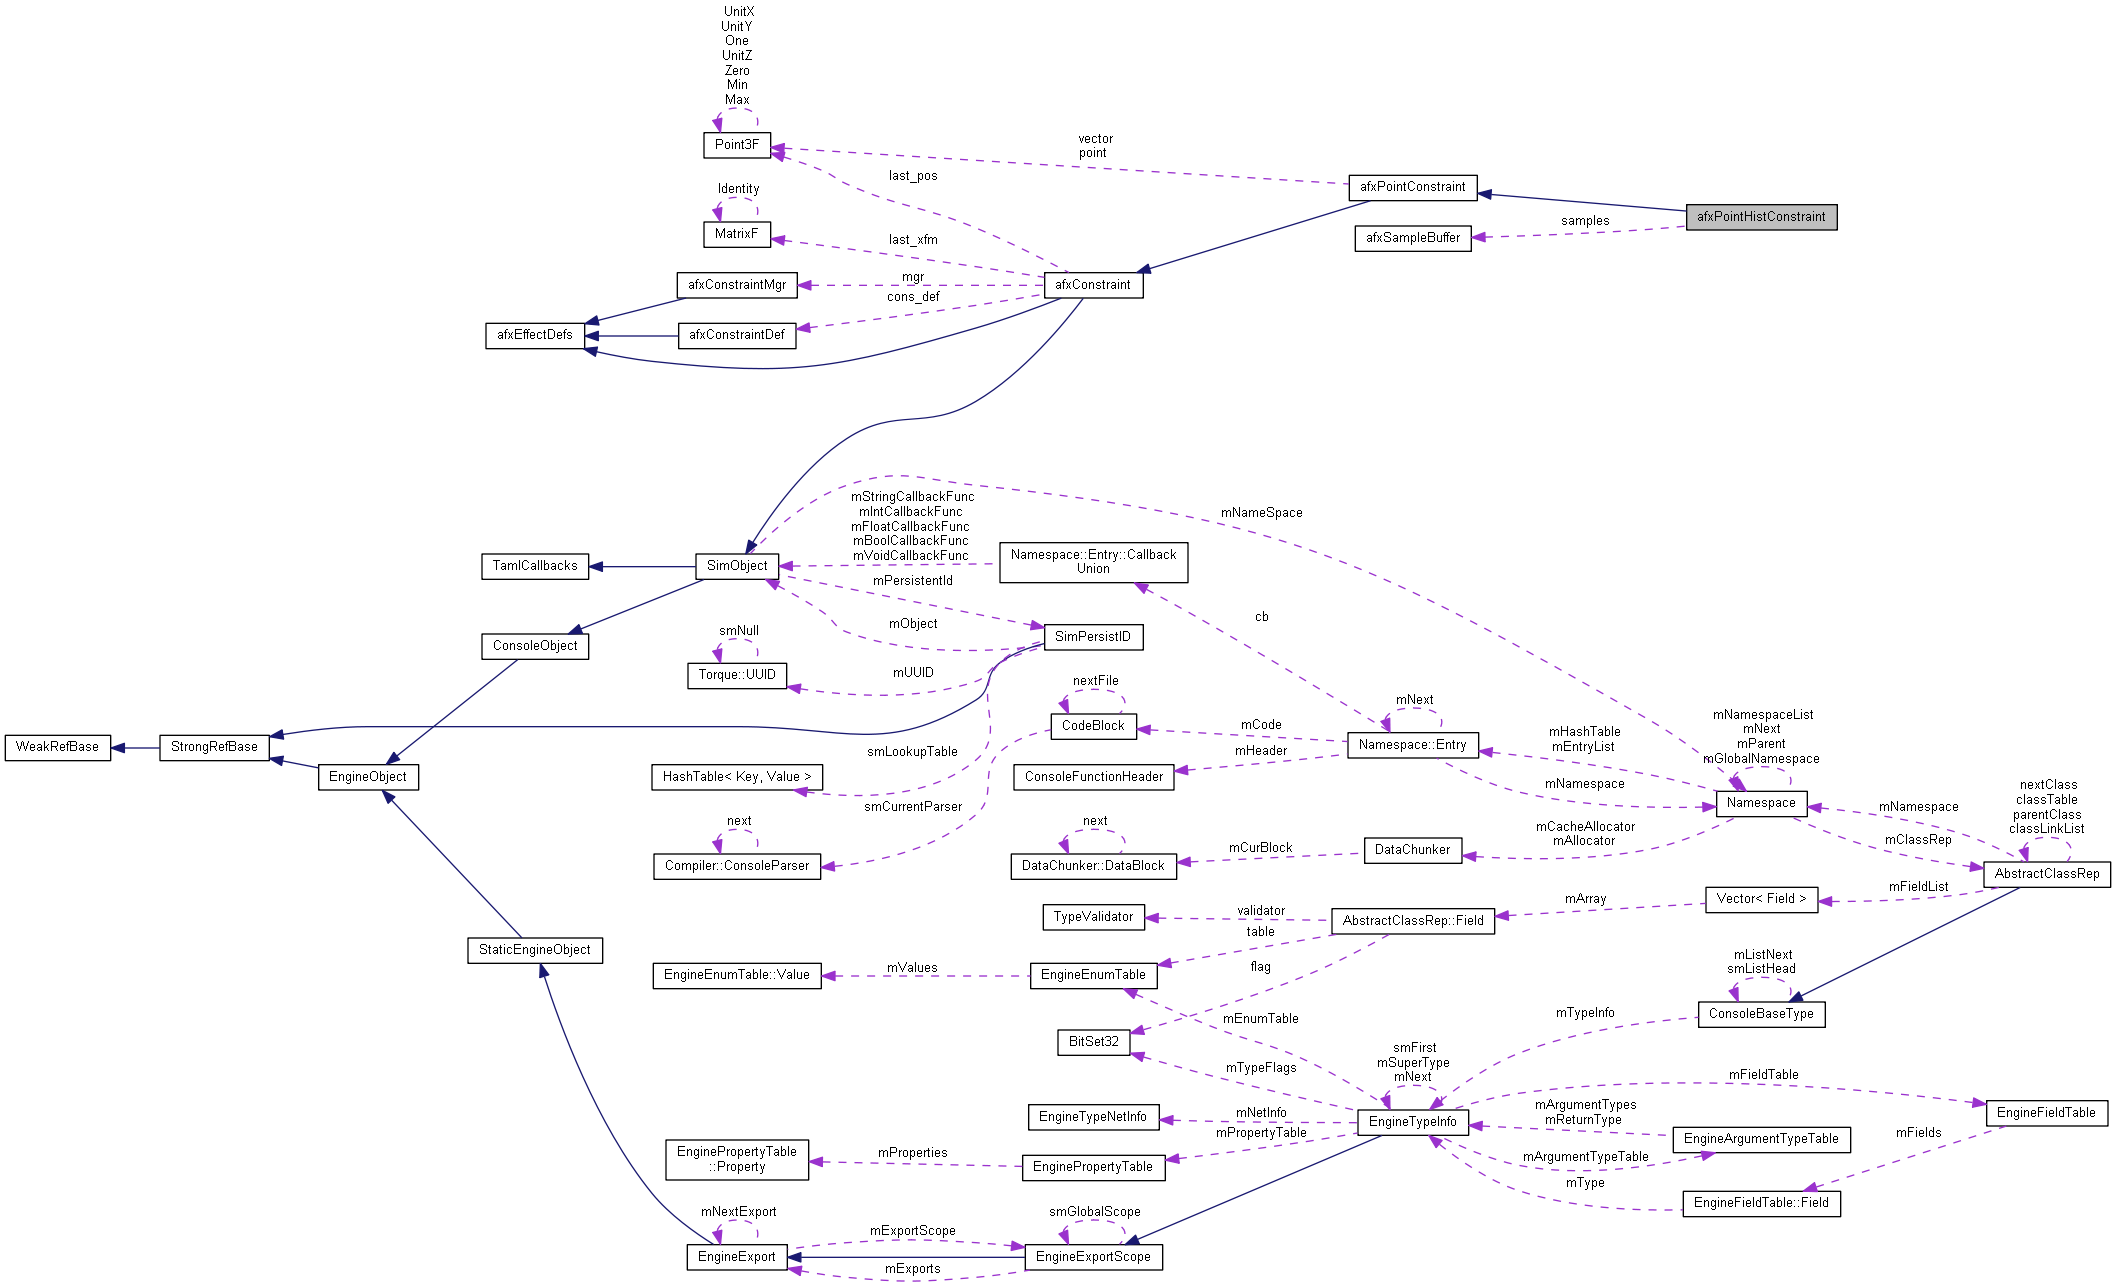 UnitX
UnitY
One
UnitZ
Zero
Min
Max
Point3F
vector
point
last_pos
afxPointConstraint
Identity
afxPointHistConstraint
samples
MatrixF
last_xfm
afxSampleBuffer
mgr
afxConstraintMgr
afxConstraint
cons_def
afxEffectDefs
afxConstraintDef
mStringCallbackFunc
mIntCallbackFunc
mFloatCallbackFunc
mBoolCallbackFunc
mVoidCallbackFunc
mNameSpace
TamlCallbacks
SimObject
Namespace::Entry::Callback
Union
mPersistentId
cb
mObject
smNull
SimPersistID
ConsoleObject
Torque::UUID
mUUID
nextFile
mNext
mNamespaceList
mNext
mParent
mGlobalNamespace
CodeBlock
mCode
mHashTable
mEntryList
WeakRefBase
StrongRefBase
smLookupTable
mHeader
Namespace::Entry
EngineObject
HashTable< Key, Value >
ConsoleFunctionHeader
mNamespace
nextClass
classTable
parentClass
classLinkList
smCurrentParser
Namespace
mNamespace
next
next
mCacheAllocator
mAllocator
mClassRep
Compiler::ConsoleParser
DataChunker::DataBlock
mCurBlock
DataChunker
AbstractClassRep
mFieldList
TypeValidator
validator
AbstractClassRep::Field
mArray
Vector< Field >
table
StaticEngineObject
mListNext
smListHead
EngineEnumTable::Value
mValues
EngineEnumTable
flag
ConsoleBaseType
mTypeInfo
mEnumTable
BitSet32
smFirst
mSuperType
mNext
mTypeFlags
mFieldTable
EngineTypeNetInfo
mNetInfo
EngineTypeInfo
mArgumentTypes
mReturnType
EngineFieldTable
mPropertyTable
EngineArgumentTypeTable
mFields
EnginePropertyTable
::Property
mProperties
EnginePropertyTable
mArgumentTypeTable
mType
EngineFieldTable::Field
mNextExport
smGlobalScope
mExportScope
EngineExport
EngineExportScope
mExports